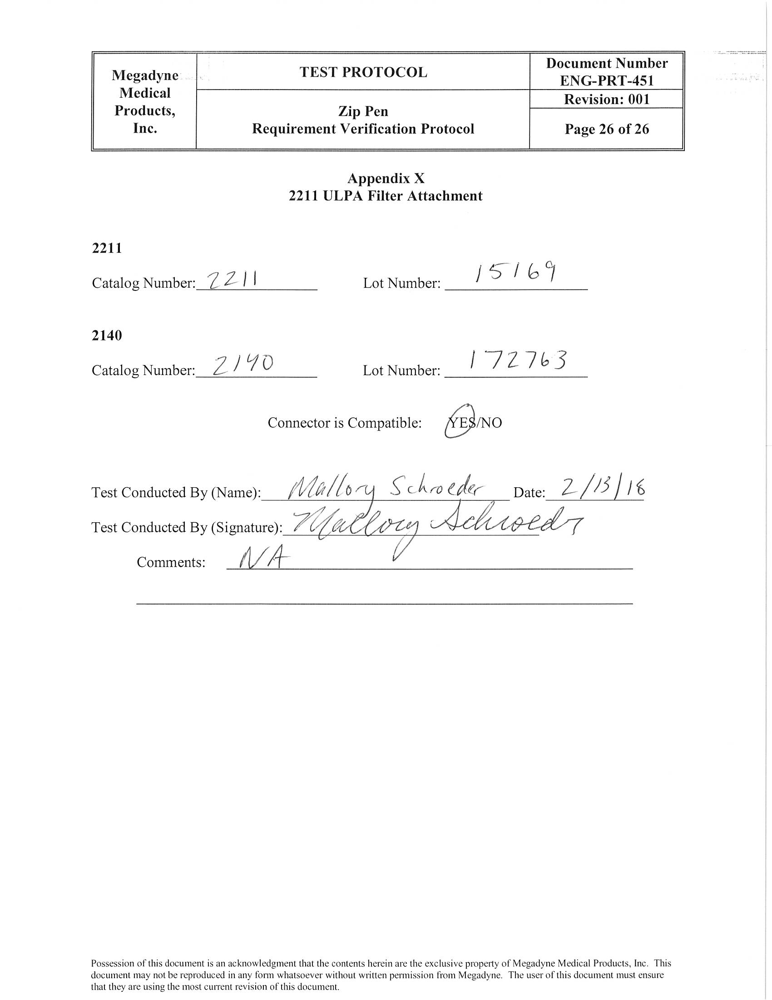 Megadyne
Medical
Products,
Inc.
TEST PROTOCOL
Zip Pen
Requirement Verification Protocol
Document Number
ENG-PRT-451
Revision: 001
Page 26 of 26
Appendix X
2211 ULPA Filter Attachment
2211
Catalog Number: 2211 Lot Number: 15169
2140
Catalog Number: 2140 Lot Number: 172763
Connector is Compatible: YES/NO
Test Conducted By (Name): Mallory Schroeder Date: 2/13/18
Test Conducted By (Signature): Mallory Schroeder
Comments: NA
Possession of this document is an acknowledgment that the contents herein are the exclusive property of Megadyne Medical Products, Inc. This
document may not be reproduced in any form whatsoever without written permission from Megadyne. The user of this document must ensure
that they are using the most current revision of this document.